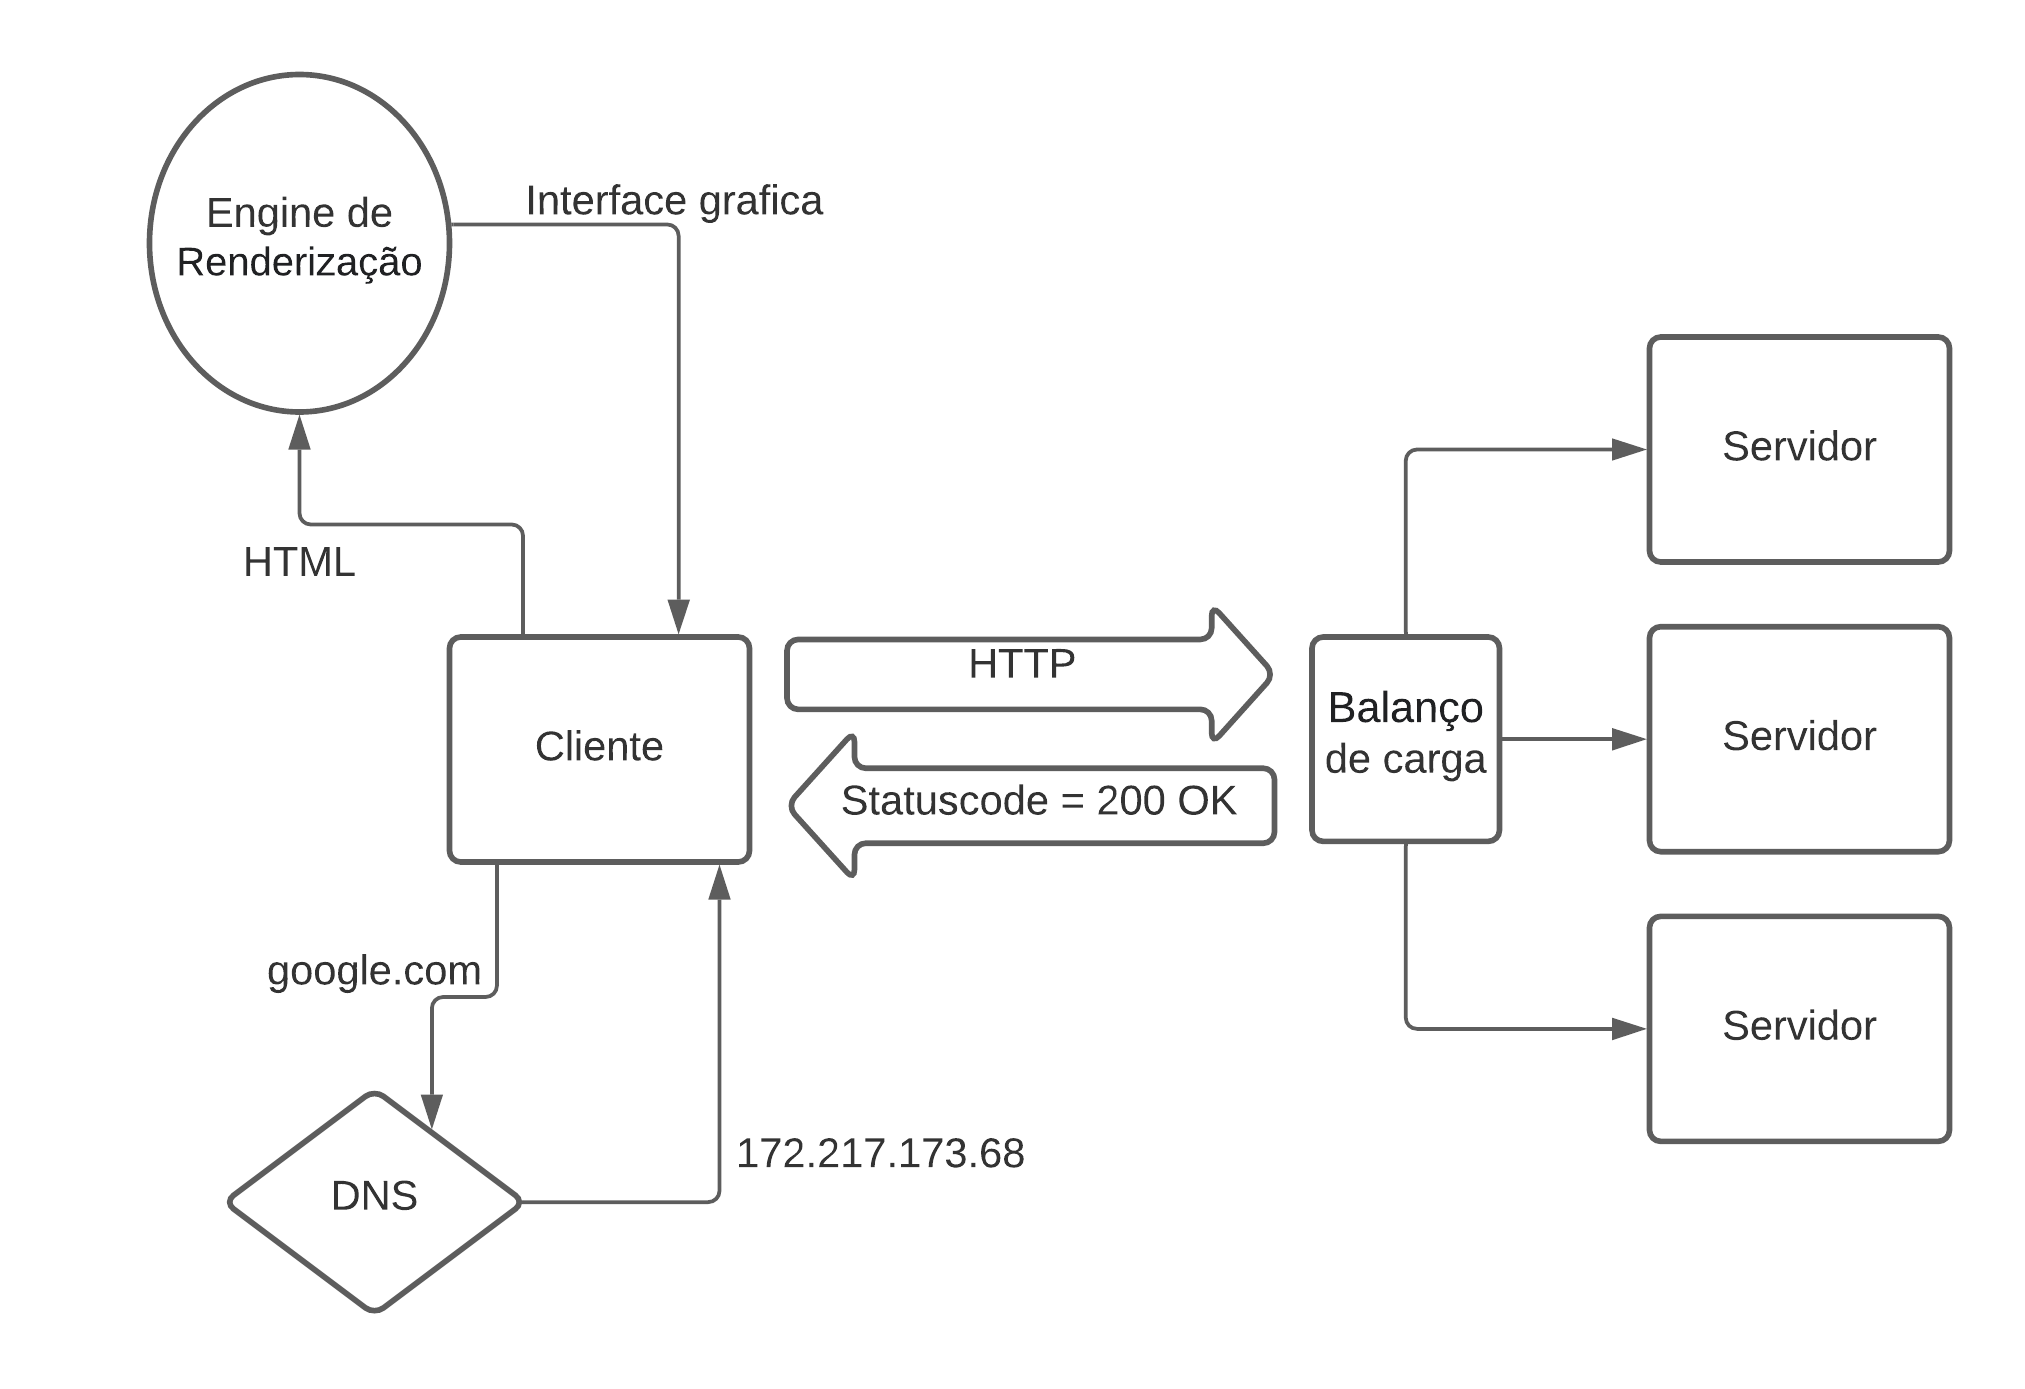 Engine de
Renderização
Interface grafica
HTML
Servidor
HTTP
Cliente
Balanço
de carga
Servidor
Statuscode = 200 OK
google.com
Servidor
172.217.173.68
DNS